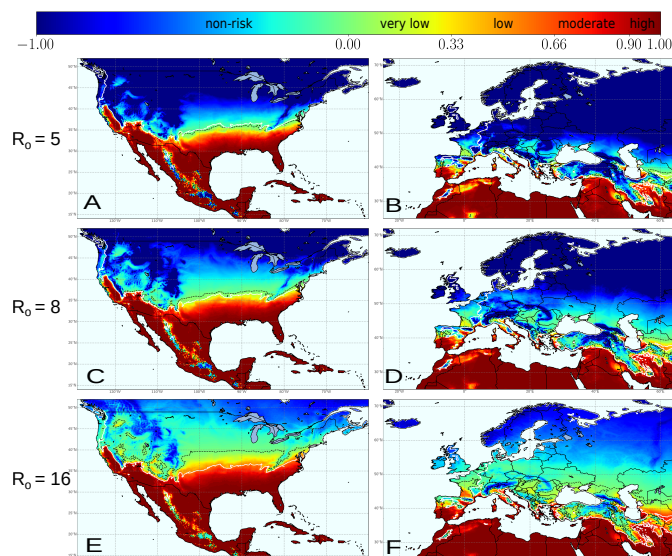 non-risk very low low moderate high
−1.00 0.00 0.33 0.66 0.90 1.00
R₀ = 5
A B
R₀ = 8
C D
R₀ = 16
E F